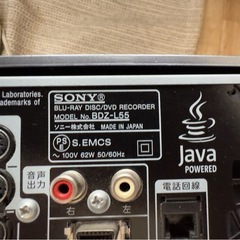 Laboratories.
trademarks of
SONY®
BLU-RAY DISC/DVD RECORDER
MODEL No. BDZ-L55
ソニー株式会社 MADE IN JAPAN
PS E
S.EMCS
~ 100V 62W 50/60Hz
Java
POWERED
音声
出力
右 左
電話回線